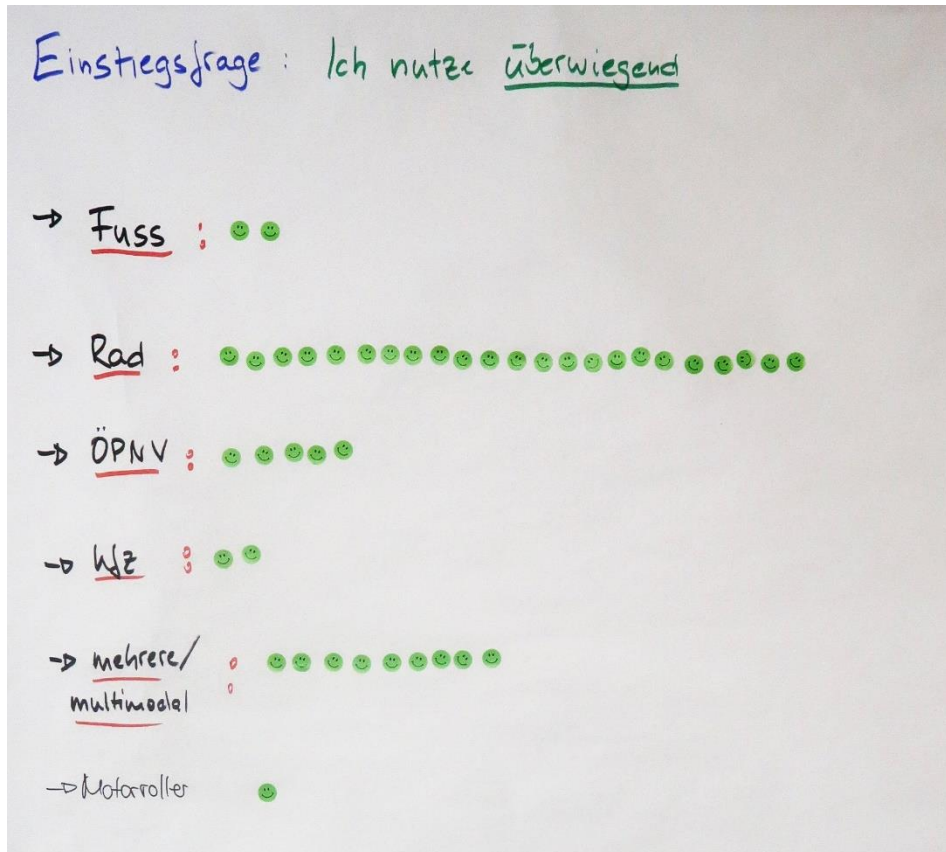 Einstiegsfrage: Ich nutze überwiegend
→ Fuss :
→ Rad :
→ ÖPNV :
→ Kfz :
→ mehrere/ :
multimodal
→ Motorroller